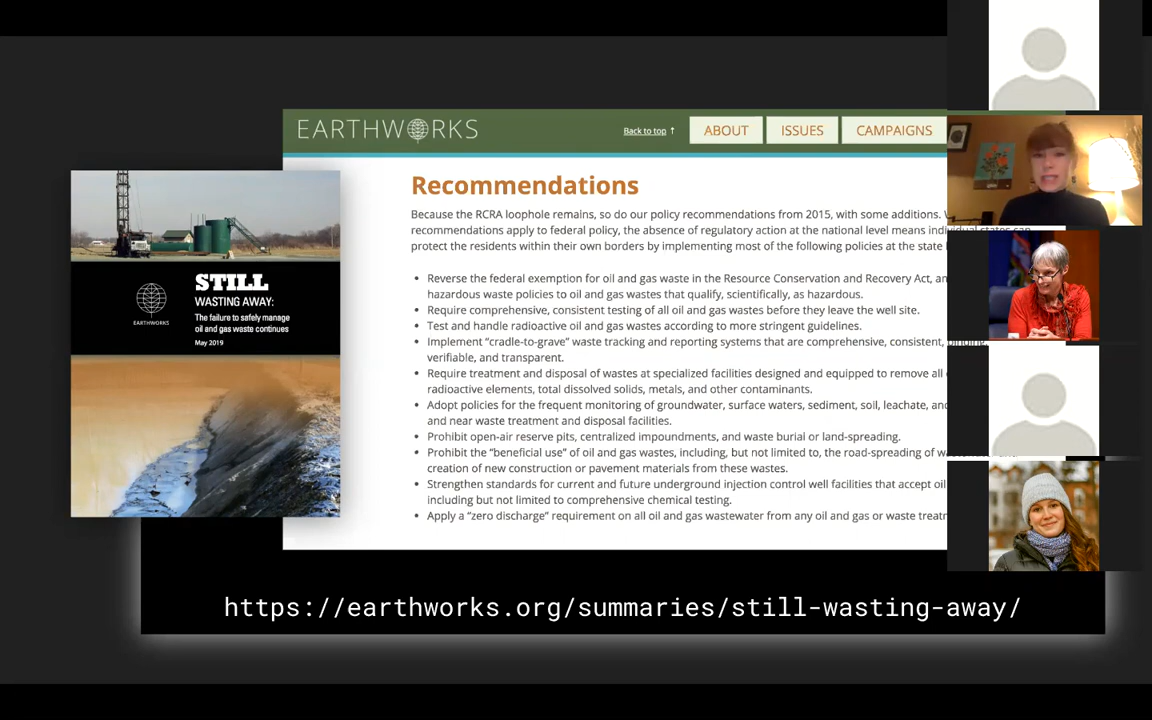 EARTHWORKS
Back to top ↑
ABOUT
ISSUES
CAMPAIGNS
Recommendations
Because the RCRA loophole remains, so do our policy recommendations from 2015, with some additions.
recommendations apply to federal policy, the absence of regulatory action at the national level means individual states can
protect the residents within their own borders by implementing most of the following policies at the state
• Reverse the federal exemption for oil and gas waste in the Resource Conservation and Recovery Act, an
hazardous waste policies to oil and gas wastes that qualify, scientifically, as hazardous.
• Require comprehensive, consistent testing of all oil and gas wastes before they leave the well site.
• Test and handle radioactive oil and gas wastes according to more stringent guidelines.
• Implement “cradle-to-grave” waste tracking and reporting systems that are comprehensive, consistent,
verifiable, and transparent.
• Require treatment and disposal of wastes at specialized facilities designed and equipped to remove all
radioactive elements, total dissolved solids, metals, and other contaminants.
• Adopt policies for the frequent monitoring of groundwater, surface waters, sediment, soil, leachate, and
and near waste treatment and disposal facilities.
• Prohibit open-air reserve pits, centralized impoundments, and waste burial or land-spreading.
• Prohibit the “beneficial use” of oil and gas wastes, including, but not limited to, the road-spreading of
creation of new construction or pavement materials from these wastes.
• Strengthen standards for current and future underground injection control well facilities that accept oil
including but not limited to comprehensive chemical testing.
• Apply a “zero discharge” requirement on all oil and gas wastewater from any oil and gas or waste treatm
STILL
WASTING AWAY:
The failure to safely manage
oil and gas waste continues
May 2019
EARTHWORKS
https://earthworks.org/summaries/still-wasting-away/